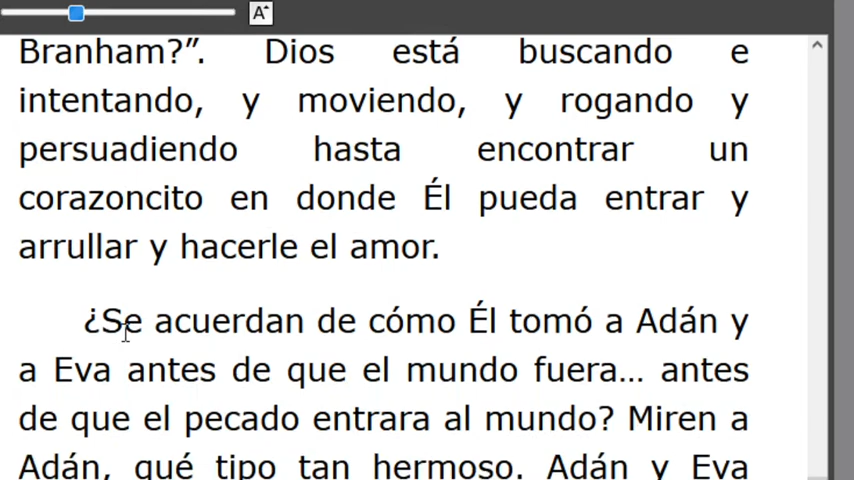 A
Branham?”. Dios está buscando e
intentando, y moviendo, y rogando y
persuadiendo hasta encontrar un
corazoncito en donde Él pueda entrar y
arrullar y hacerle el amor.
¿Se acuerdan de cómo Él tomó a Adán y
a Eva antes de que el mundo fuera... antes
de que el pecado entrara al mundo? Miren a
Adán, qué tipo tan hermoso. Adán y Eva